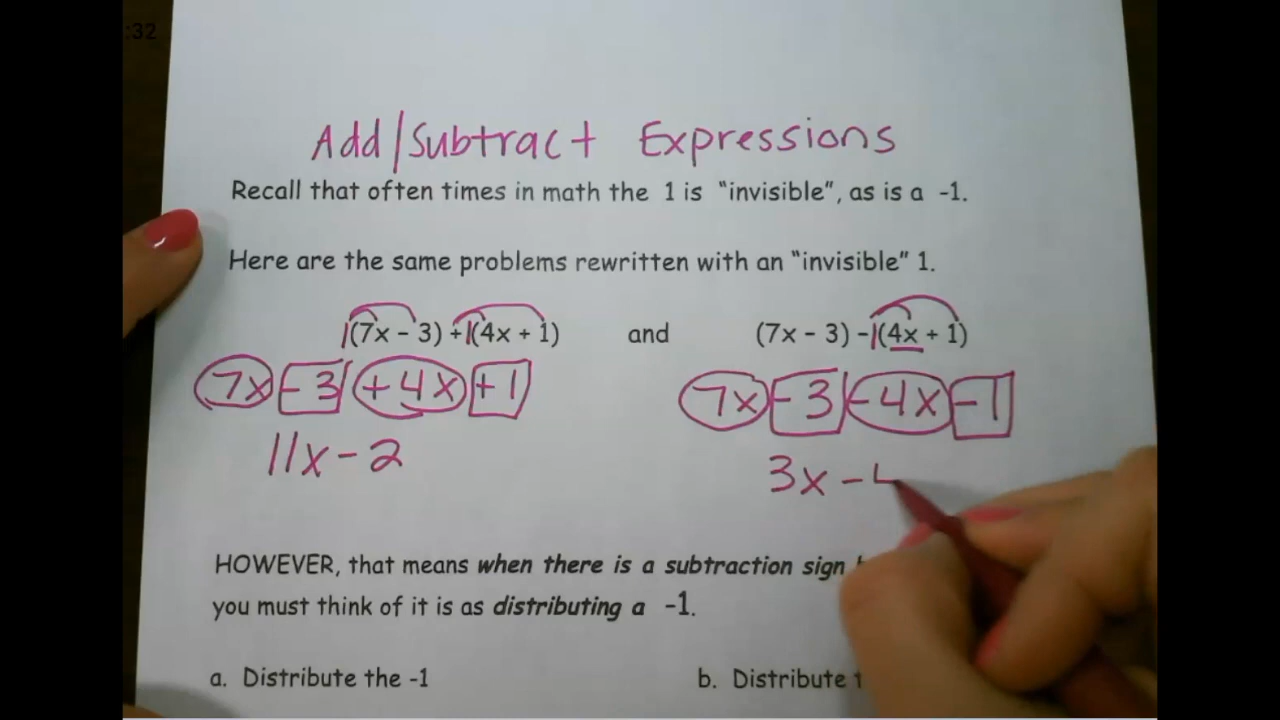 :32
Add/Subtract Expressions
Recall that often times in math the 1 is "invisible", as is a -1.
Here are the same problems rewritten with an "invisible" 1.
1(7x - 3) +1(4x + 1) and (7x - 3) -1(4x + 1)
7x -3 +4x +1 7x -3 -4x -1
11x - 2 3x - 4
HOWEVER, that means when there is a subtraction sign
you must think of it is as distributing a -1.
a. Distribute the -1 b. Distribute